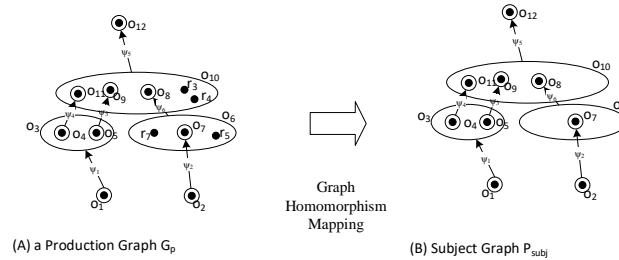 O12
ψ5
O10
O11
O9
O8
r3
r4
ψ4
ψ3
ψ6
O3
O4
O5
O6
r7
O7
r5
ψ1
ψ2
O1
O2
(A) a Production Graph Gp
Graph
Homomorphism
Mapping
O12
ψ5
O10
O11
O9
O8
ψ4
ψ6
O3
O4
O5
O7
ψ1
ψ2
O1
O2
(B) Subject Graph Psubj